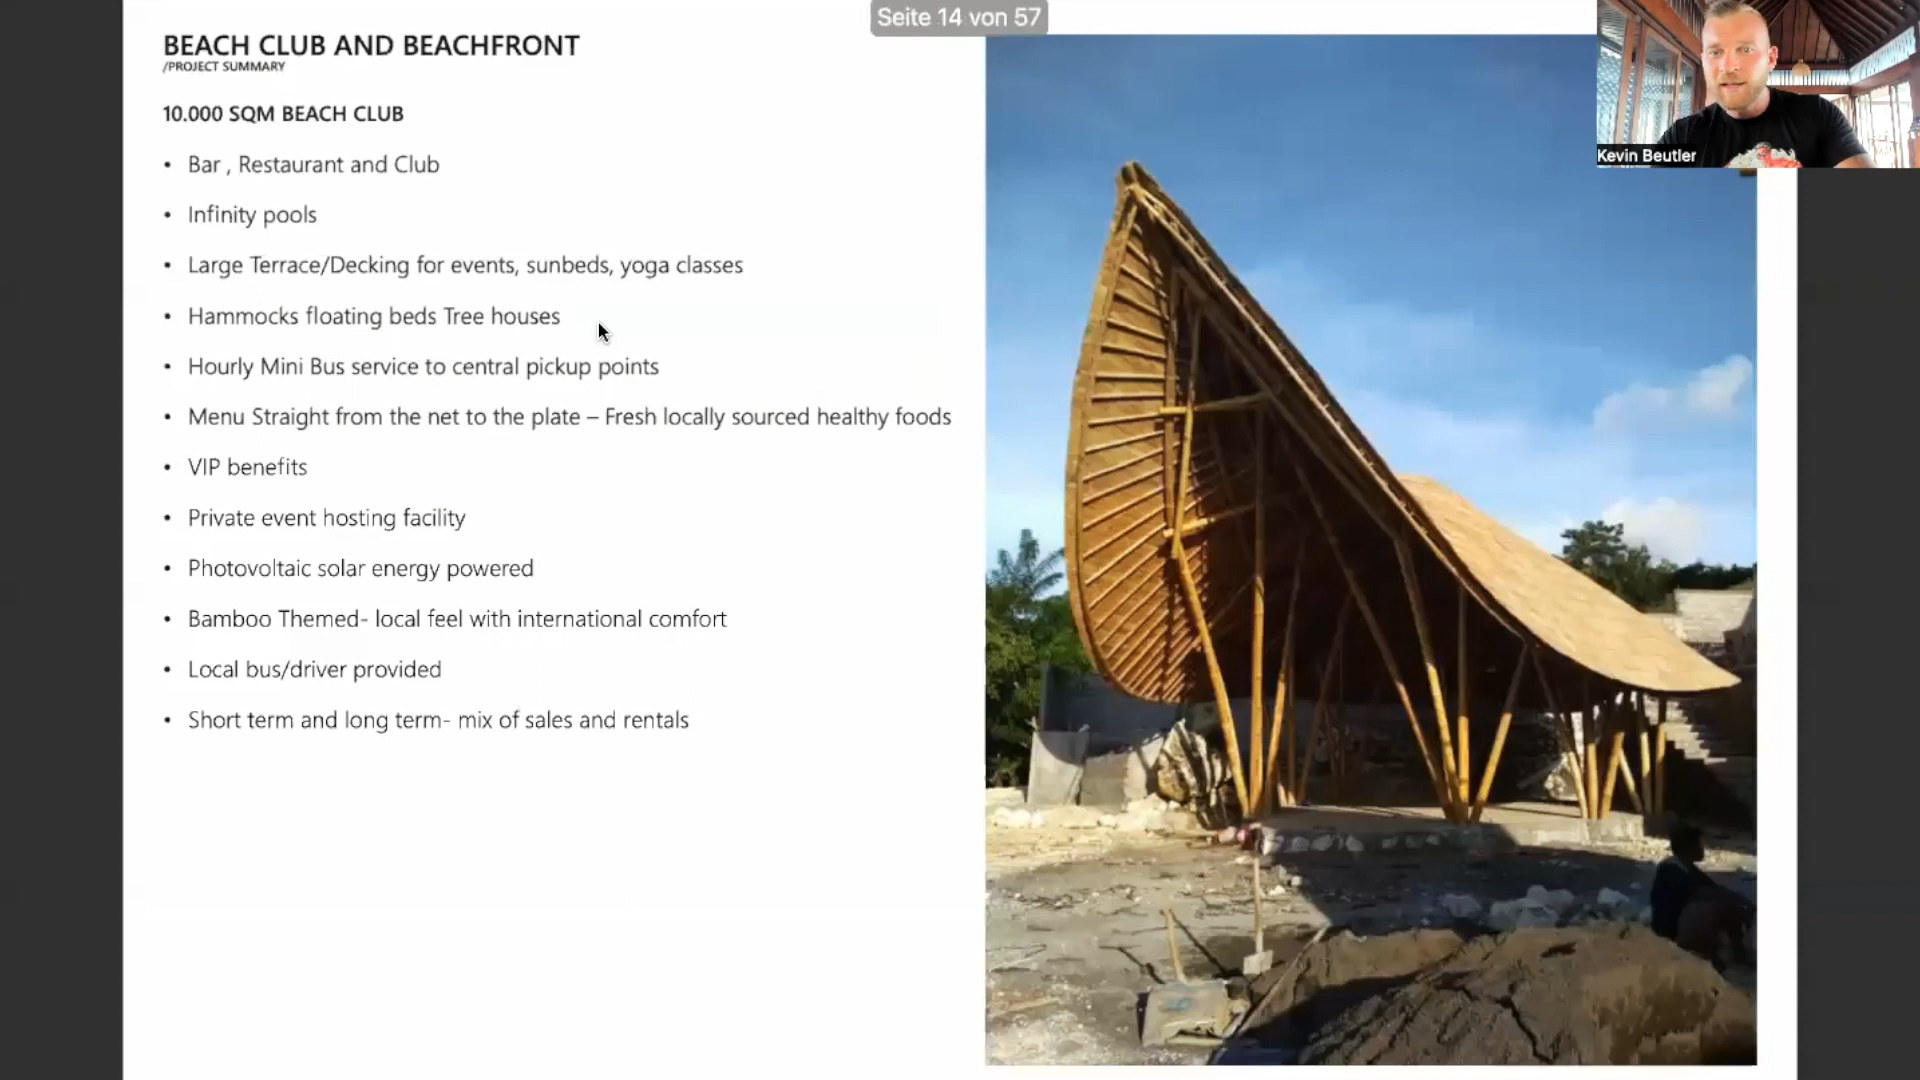 Seite 14 von 57
BEACH CLUB AND BEACHFRONT
/PROJECT SUMMARY
10.000 SQM BEACH CLUB
• Bar , Restaurant and Club
• Infinity pools
• Large Terrace/Decking for events, sunbeds, yoga classes
• Hammocks floating beds Tree houses
• Hourly Mini Bus service to central pickup points
• Menu Straight from the net to the plate – Fresh locally sourced healthy foods
• VIP benefits
• Private event hosting facility
• Photovoltaic solar energy powered
• Bamboo Themed- local feel with international comfort
• Local bus/driver provided
• Short term and long term- mix of sales and rentals
Kevin Beutler